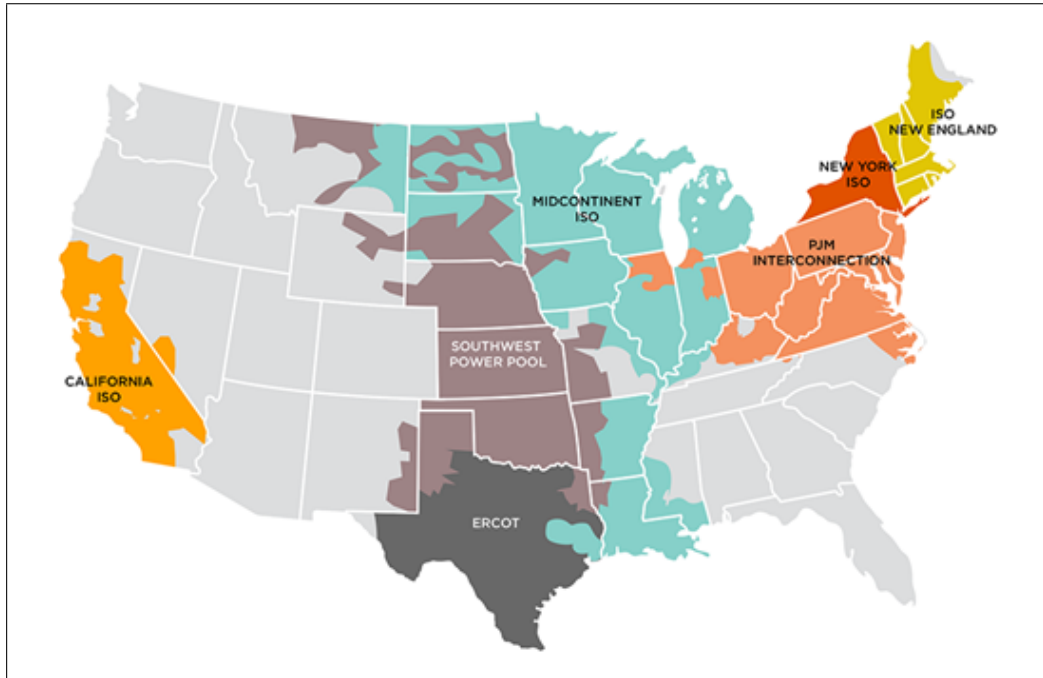 ISO
NEW ENGLAND
NEW YORK
ISO
MIDCONTINENT
ISO
PJM
INTERCONNECTION
SOUTHWEST
POWER POOL
CALIFORNIA
ISO
ERCOT